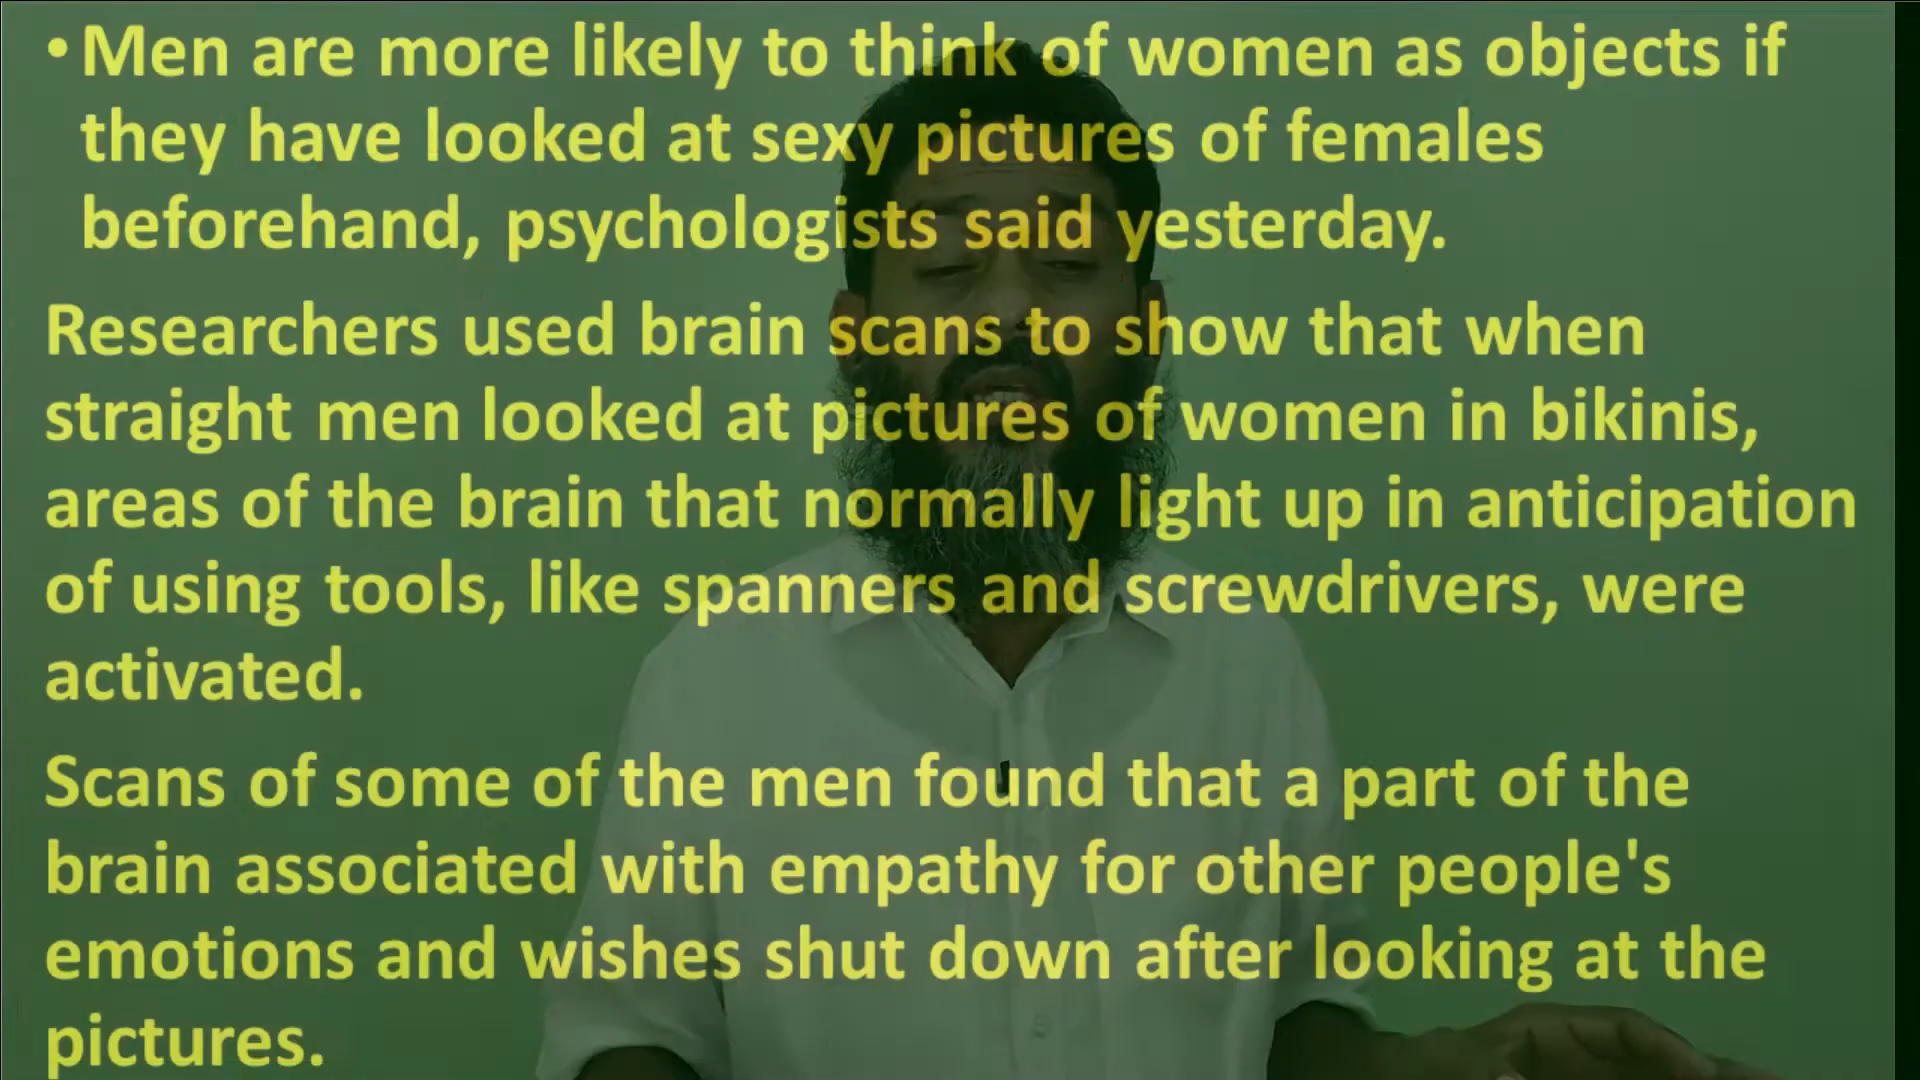 •Men are more likely to think of women as objects if
they have looked at sexy pictures of females
beforehand, psychologists said yesterday.
Researchers used brain scans to show that when
straight men looked at pictures of women in bikinis,
areas of the brain that normally light up in anticipation
of using tools, like spanners and screwdrivers, were
activated.
Scans of some of the men found that a part of the
brain associated with empathy for other people's
emotions and wishes shut down after looking at the
pictures.